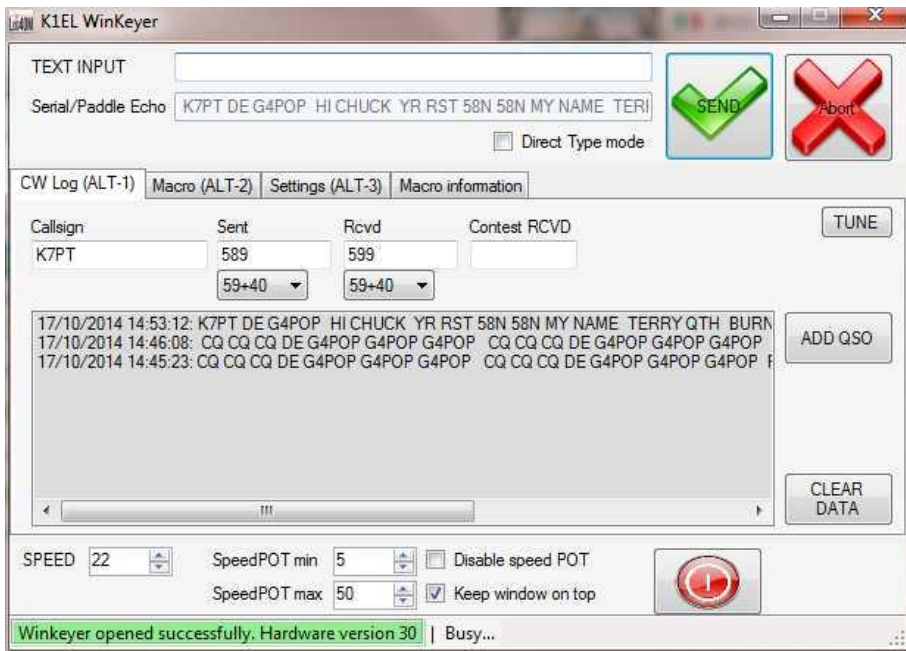 K1EL WinKeyer
TEXT INPUT
Serial/Paddle Echo K7PT DE G4POP HI CHUCK YR RST 58N 58N MY NAME TERI
SEND
Abort
Direct Type mode
CW Log (ALT-1) Macro (ALT-2) Settings (ALT-3) Macro information
Callsign Sent Rcvd Contest RCVD TUNE
K7PT 589 599
59+40 59+40
17/10/2014 14:53:12: K7PT DE G4POP HI CHUCK YR RST 58N 58N MY NAME TERRY QTH BURN
17/10/2014 14:46:08: CQ CQ CQ DE G4POP G4POP G4POP CQ CQ CQ DE G4POP G4POP G4POP
17/10/2014 14:45:23: CQ CQ CQ DE G4POP G4POP G4POP CQ CQ CQ DE G4POP G4POP G4POP
ADD QSO
CLEAR
DATA
SPEED 22 SpeedPOT min 5 Disable speed POT
SpeedPOT max 50 Keep window on top
Winkeyer opened successfully. Hardware version 30 | Busy...